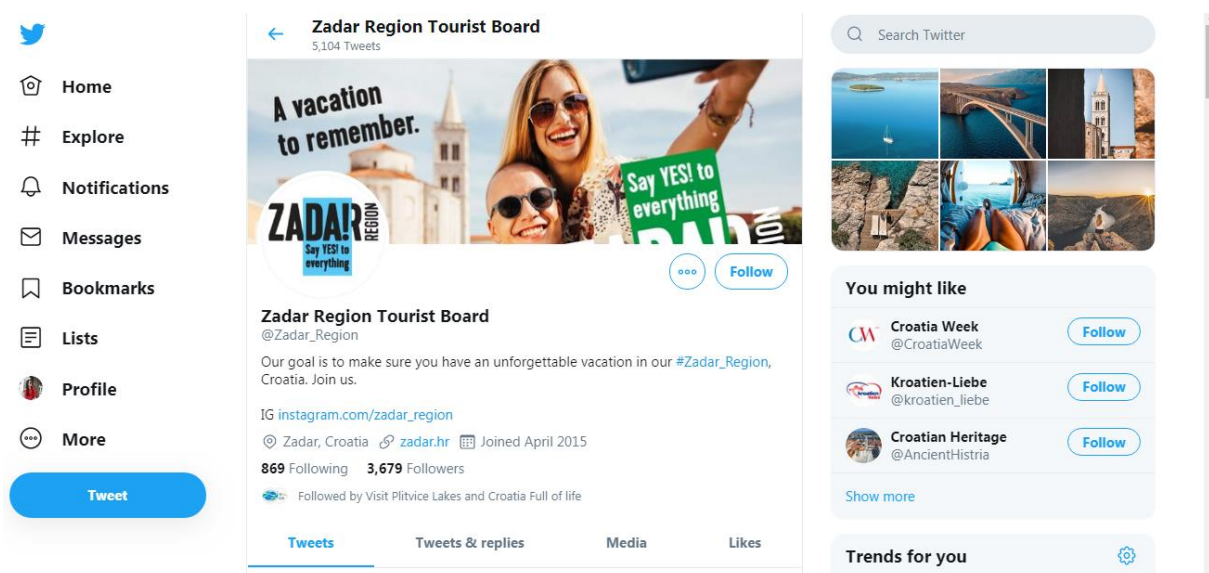 Home
Explore
Notifications
Messages
Bookmarks
Lists
Profile
More
Tweet
Zadar Region Tourist Board
5,104 Tweets
A vacation
to remember.
Say YES! to
everything
ZADAR
REGION
Say YES! to
everything
Follow
Zadar Region Tourist Board
@Zadar_Region
Our goal is to make sure you have an unforgettable vacation in our #Zadar_Region,
Croatia. Join us.
IG instagram.com/zadar_region
Zadar, Croatia zadar.hr Joined April 2015
869 Following 3,679 Followers
Followed by Visit Plitvice Lakes and Croatia Full of life
Tweets Tweets & replies Media Likes
Search Twitter
You might like
Croatia Week
@CroatiaWeek
Follow
Kroatien-Liebe
@kroatien_liebe
Follow
Croatian Heritage
@AncientHistria
Follow
Show more
Trends for you